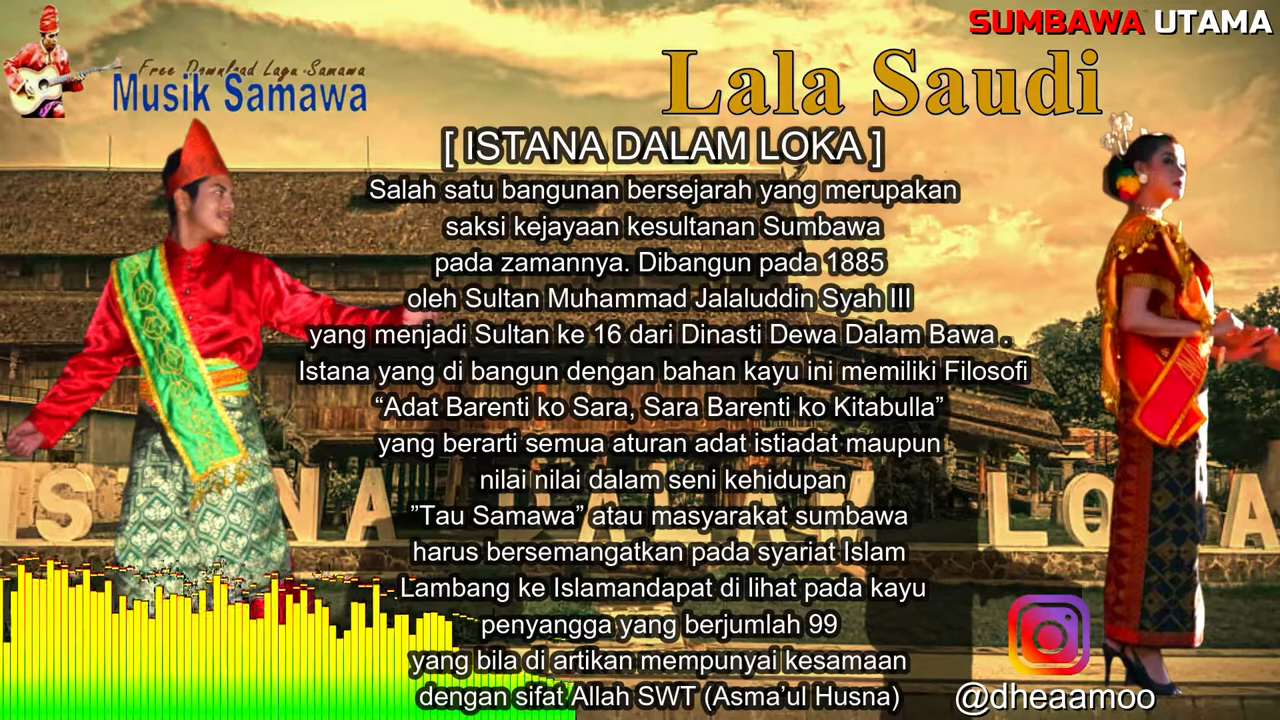 SUMBAWA UTAMA
Free Download Lagu Samawa
Musik Samawa
Lala Saudi
[ ISTANA DALAM LOKA ]
Salah satu bangunan bersejarah yang merupakan
saksi kejayaan kesultanan Sumbawa
pada zamannya. Dibangun pada 1885
oleh Sultan Muhammad Jalaluddin Syah III
yang menjadi Sultan ke 16 dari Dinasti Dewa Dalam Bawa .
Istana yang di bangun dengan bahan kayu ini memiliki Filosofi
“Adat Barenti ko Sara, Sara Barenti ko Kitabulla”
yang berarti semua aturan adat istiadat maupun
nilai nilai dalam seni kehidupan
”Tau Samawa” atau masyarakat sumbawa
harus bersemangatkan pada syariat Islam
Lambang ke Islamandapat di lihat pada kayu
penyangga yang berjumlah 99
yang bila di artikan mempunyai kesamaan
dengan sifat Allah SWT (Asma’ul Husna)
ISTANA DALAM LOKA
@dheaamoo